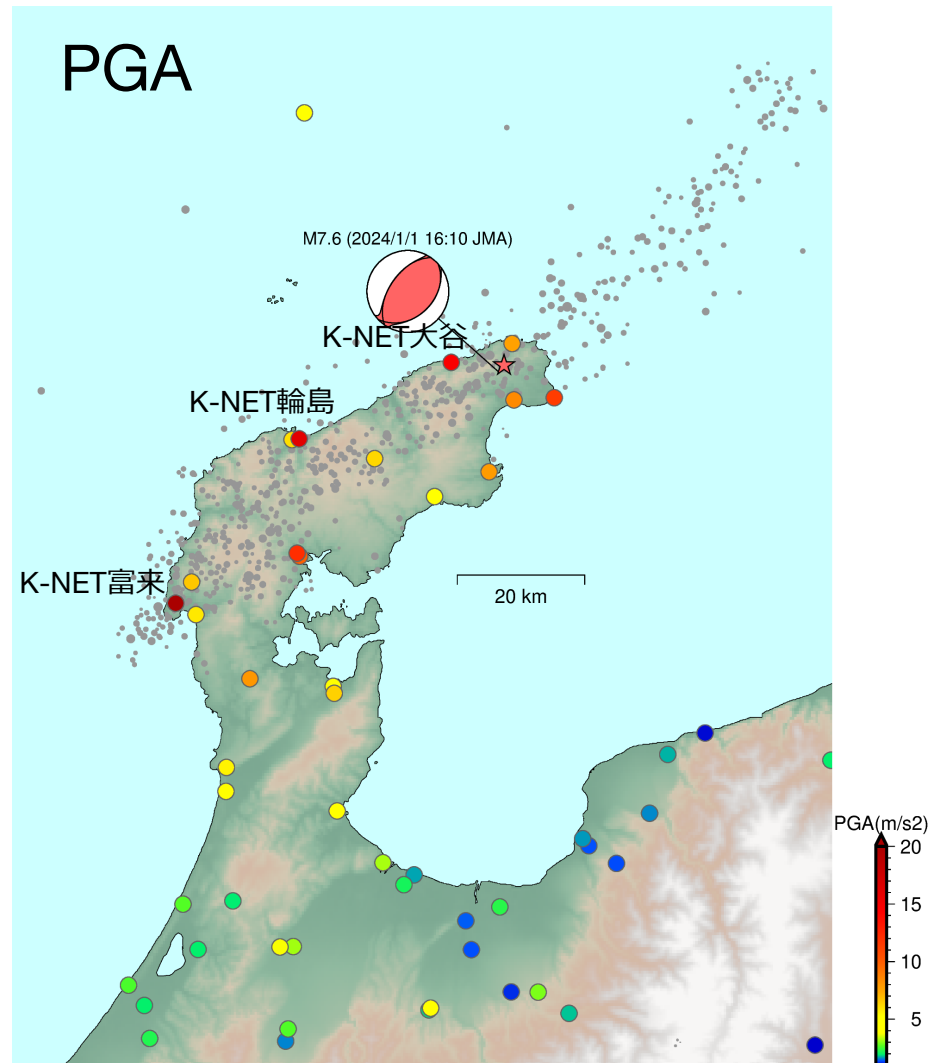 PGA
M7.6 (2024/1/1 16:10 JMA)
K-NET大谷
K-NET輪島
K-NET富来
20 km
PGA(m/s2)
20
15
10
5